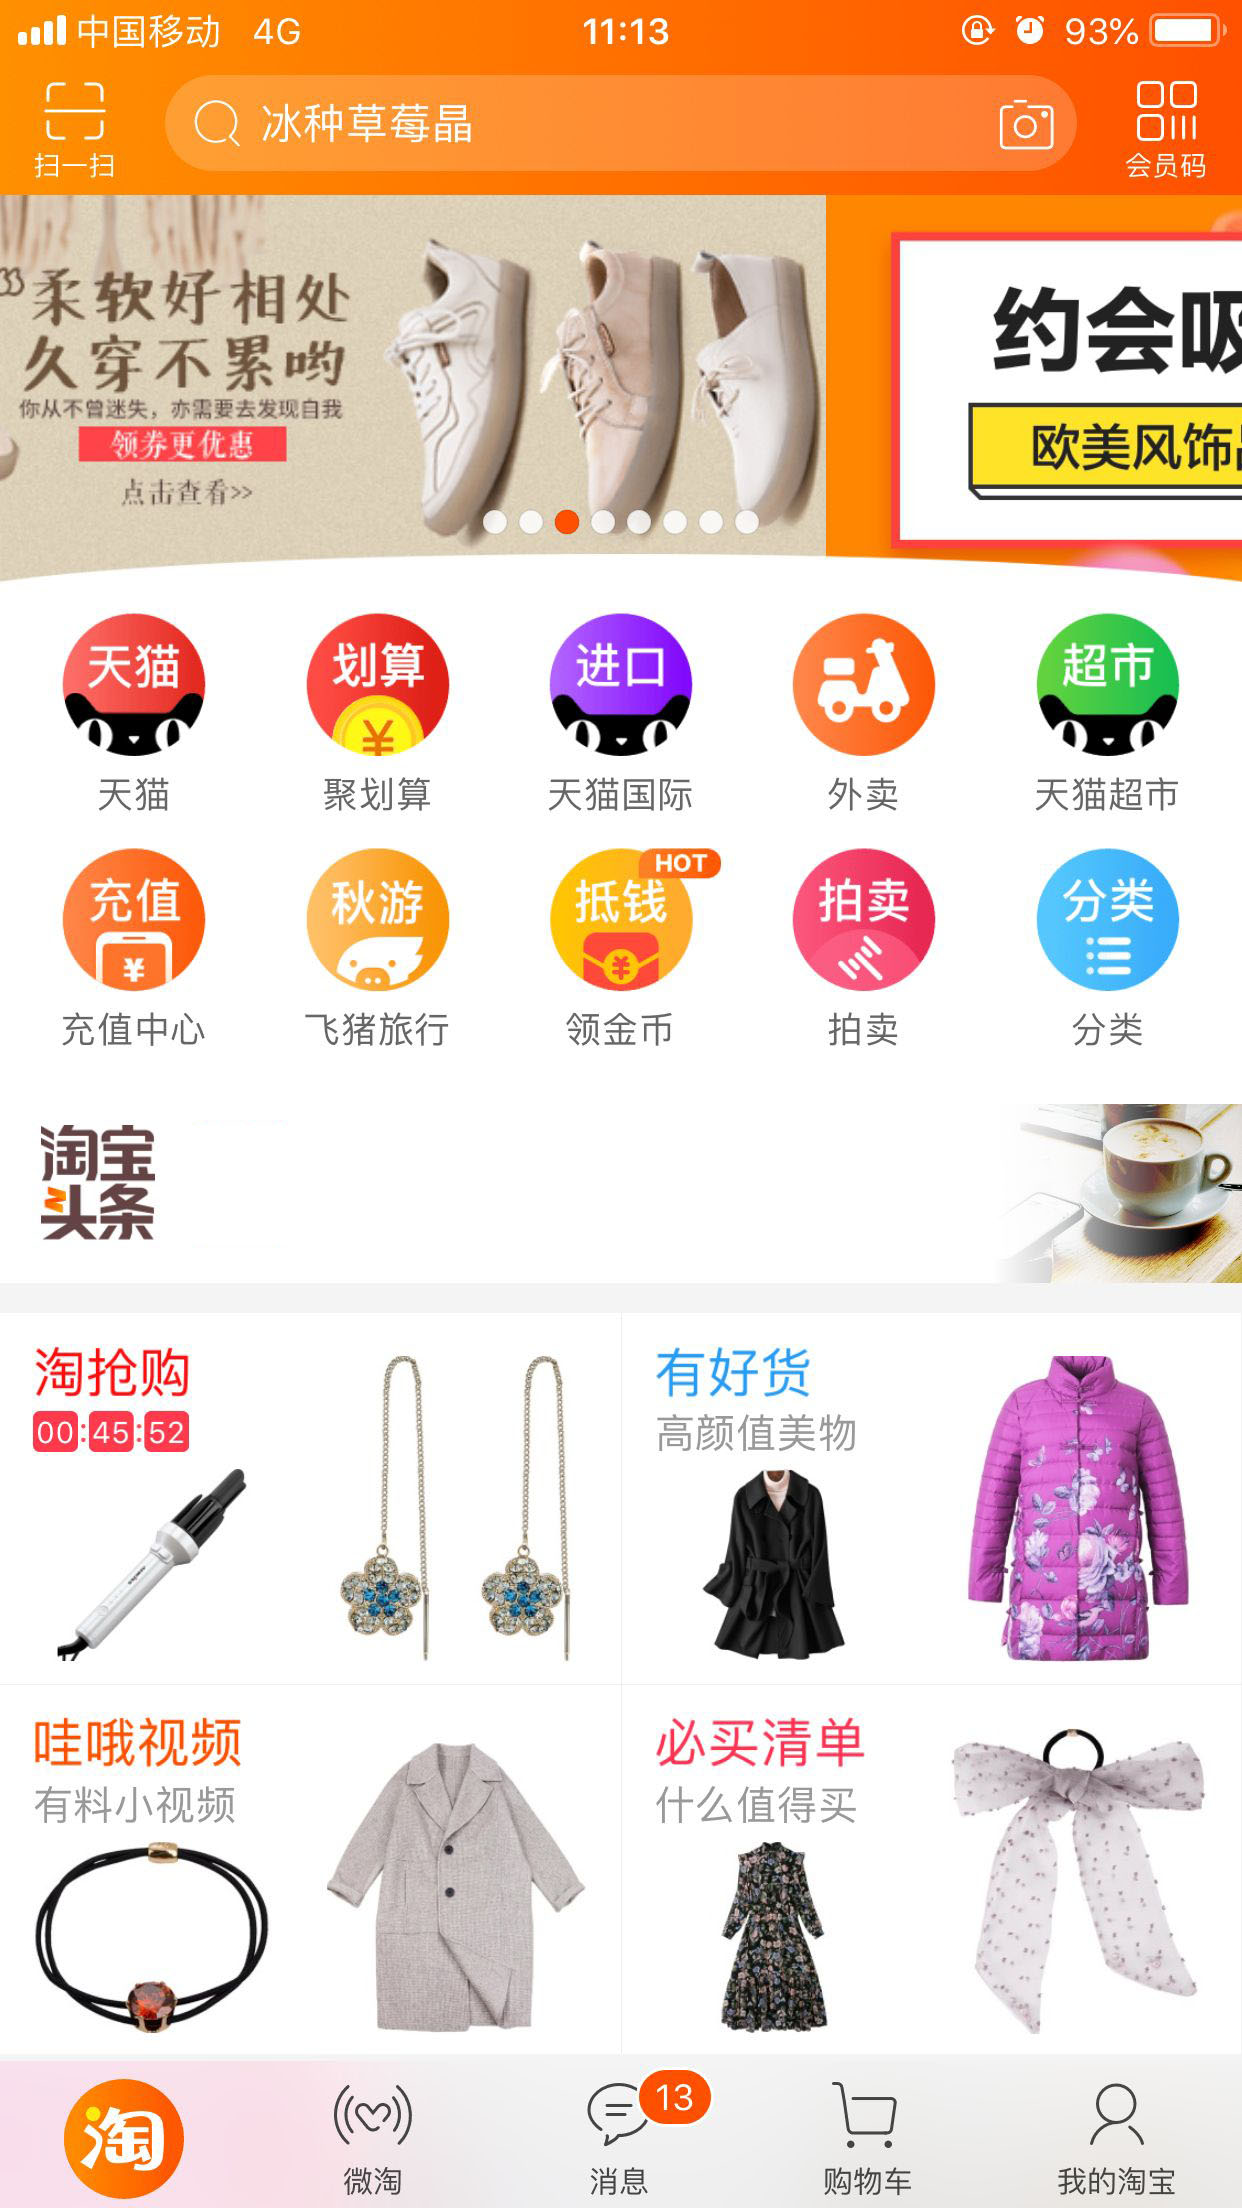 中国移动 4G 11:13 93%
扫一扫
冰种草莓晶
会员码
柔软好相处
久穿不累哟
你从不曾迷失，亦需要去发现自我
领券更优惠
点击查看>>
约会吸
欧美风饰品
天猫 划算 进口 超市
¥
天猫 聚划算 天猫国际 外卖 天猫超市
HOT
充值 秋游 抵钱 拍卖 分类
¥ ¥
充值中心 飞猪旅行 领金币 拍卖 分类
淘宝
头条
淘抢购
00:45:52
有好货
高颜值美物
哇哦视频
有料小视频
必买清单
什么值得买
淘
13
微淘 消息 购物车 我的淘宝